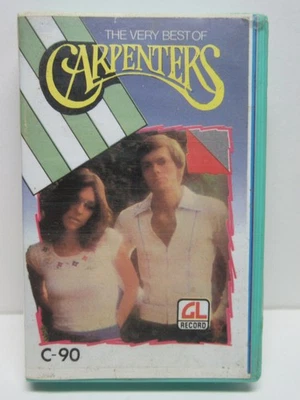 THE VERY BEST OF
CARPENTERS
GL
RECORD
C-90